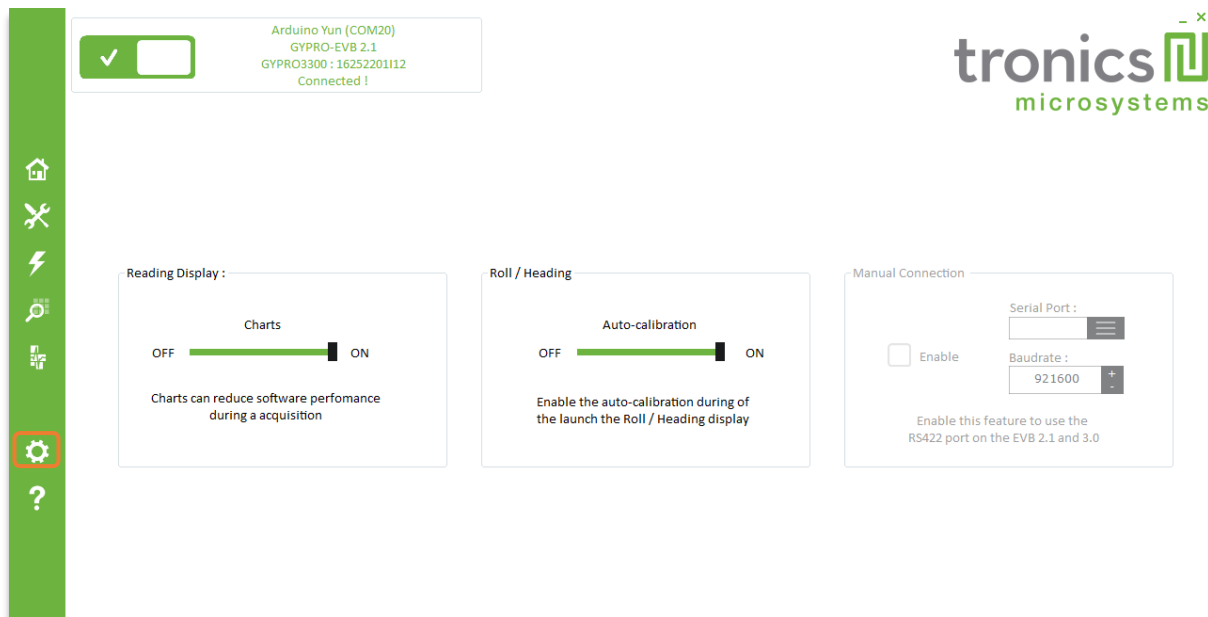 Arduino Yun (COM20)
GYPRO-EVB 2.1
GYPRO3300 : 16252201I12
Connected !
tronics
microsystems
Reading Display :
Charts
OFF ON
Charts can reduce software perfomance
during a acquisition
Roll / Heading
Auto-calibration
OFF ON
Enable the auto-calibration during of
the launch the Roll / Heading display
Manual Connection
Serial Port :
Enable
Baudrate :
921600
+
-
Enable this feature to use the
RS422 port on the EVB 2.1 and 3.0
?